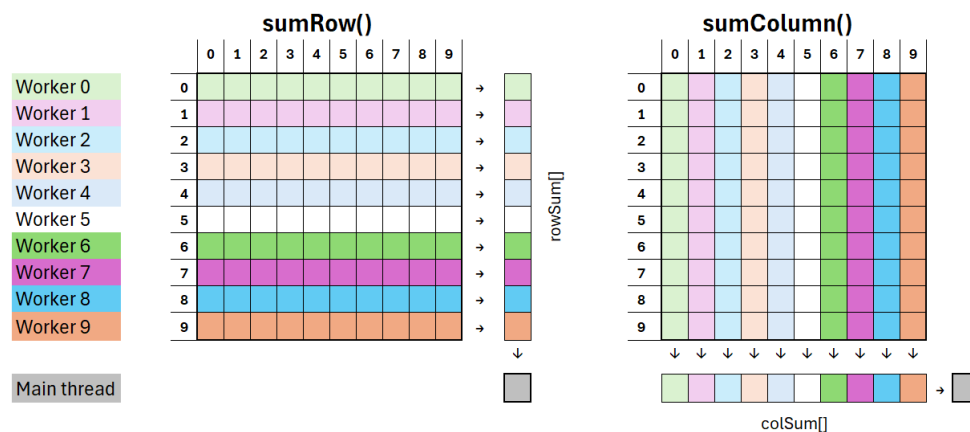 sumRow()
sumColumn()
0 1 2 3 4 5 6 7 8 9
0 1 2 3 4 5 6 7 8 9
Worker 0
Worker 1
Worker 2
Worker 3
Worker 4
Worker 5
Worker 6
Worker 7
Worker 8
Worker 9
Main thread
0 →
1 →
2 →
3 →
4 →
5 →
6 →
7 →
8 →
9 →
↓
rowSum[]
0
1
2
3
4
5
6
7
8
9
↓ ↓ ↓ ↓ ↓ ↓ ↓ ↓ ↓ ↓
→
colSum[]